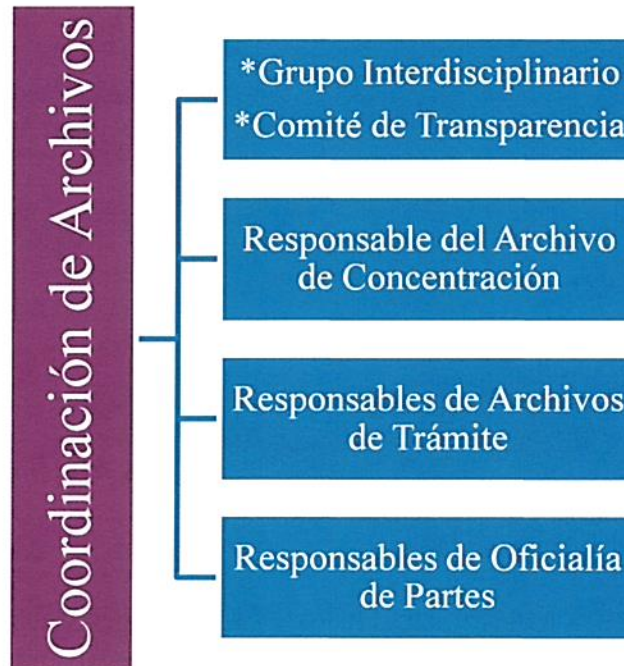 Coordinación de Archivos
*Grupo Interdisciplinario
*Comité de Transparencia
Responsable del Archivo
de Concentración
Responsables de Archivos
de Trámite
Responsables de Oficialía
de Partes